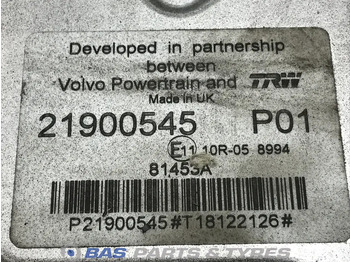 Developed in partnership
between
Volvo Powertrain and TRW
Made in UK
21900545 P01
E11 10R-05 8994
81453A
P21900545#T18122126#
BAS PARTS & TYRES